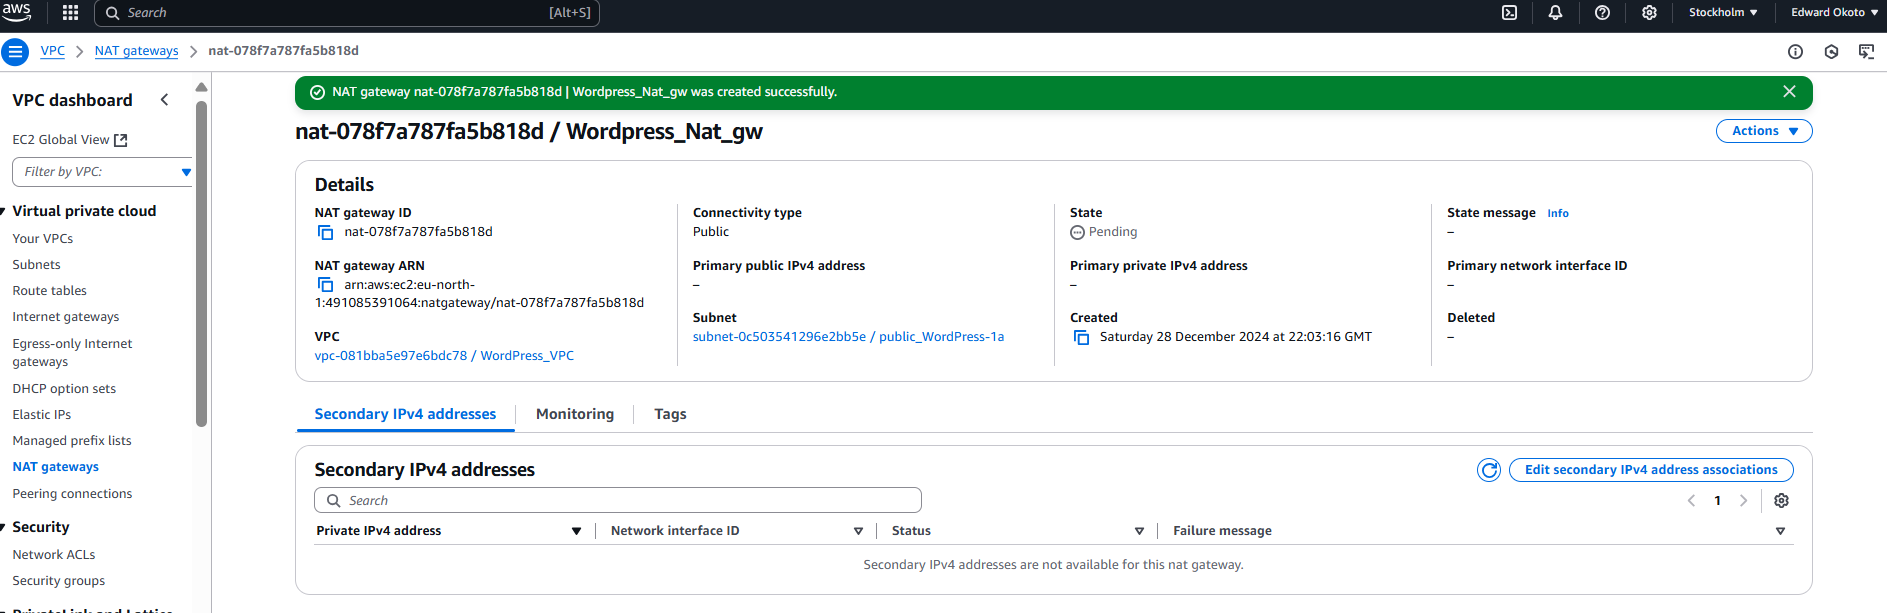 aws
Search [Alt+S]
Stockholm ▼ Edward Okoto ▼
VPC > NAT gateways > nat-078f7a787fa5b818d
VPC dashboard
EC2 Global View
Filter by VPC:
Virtual private cloud
Your VPCs
Subnets
Route tables
Internet gateways
Egress-only Internet
gateways
DHCP option sets
Elastic IPs
Managed prefix lists
NAT gateways
Peering connections
Security
Network ACLs
Security groups
PrivateLink and Lattice
NAT gateway nat-078f7a787fa5b818d | Wordpress_Nat_gw was created successfully.
nat-078f7a787fa5b818d / Wordpress_Nat_gw
Actions ▼
Details
NAT gateway ID
nat-078f7a787fa5b818d
NAT gateway ARN
arn:aws:ec2:eu-north-
1:491085391064:natgateway/nat-078f7a787fa5b818d
VPC
vpc-081bba5e97e6bdc78 / WordPress_VPC
Connectivity type
Public
Primary public IPv4 address
–
Subnet
subnet-0c503541296e2bb5e / public_WordPress-1a
State
Pending
Primary private IPv4 address
–
Created
Saturday 28 December 2024 at 22:03:16 GMT
State message Info
–
Primary network interface ID
–
Deleted
–
Secondary IPv4 addresses Monitoring Tags
Secondary IPv4 addresses
Edit secondary IPv4 address associations
Search
1
Private IPv4 address Network interface ID Status Failure message
Secondary IPv4 addresses are not available for this nat gateway.